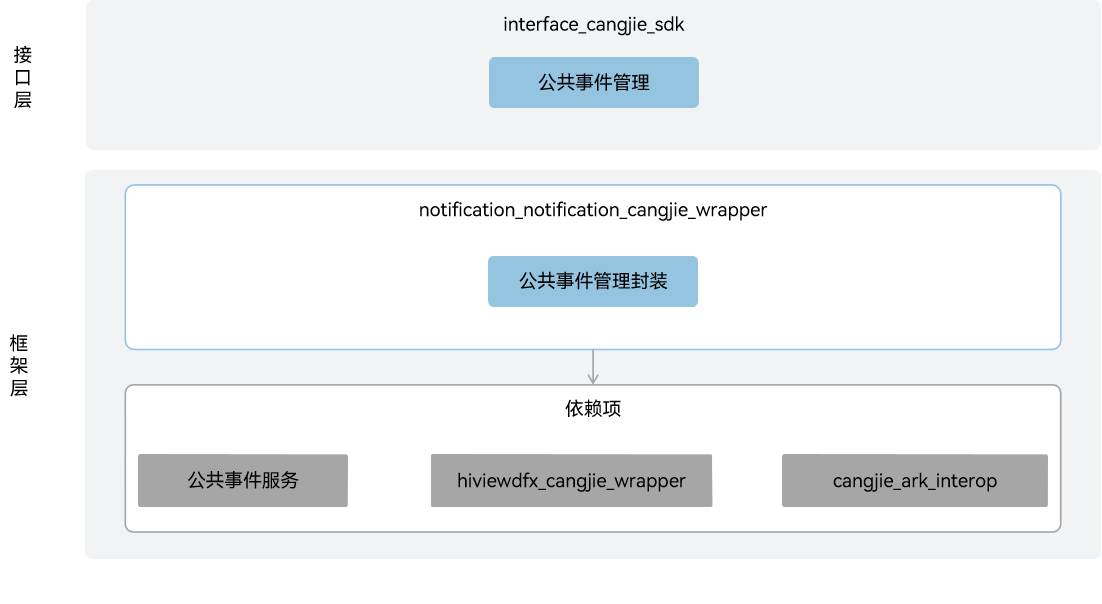 接口层
interface_cangjie_sdk
公共事件管理
框架层
notification_notification_cangjie_wrapper
公共事件管理封装
依赖项
公共事件服务
hiviewdfx_cangjie_wrapper
cangjie_ark_interop